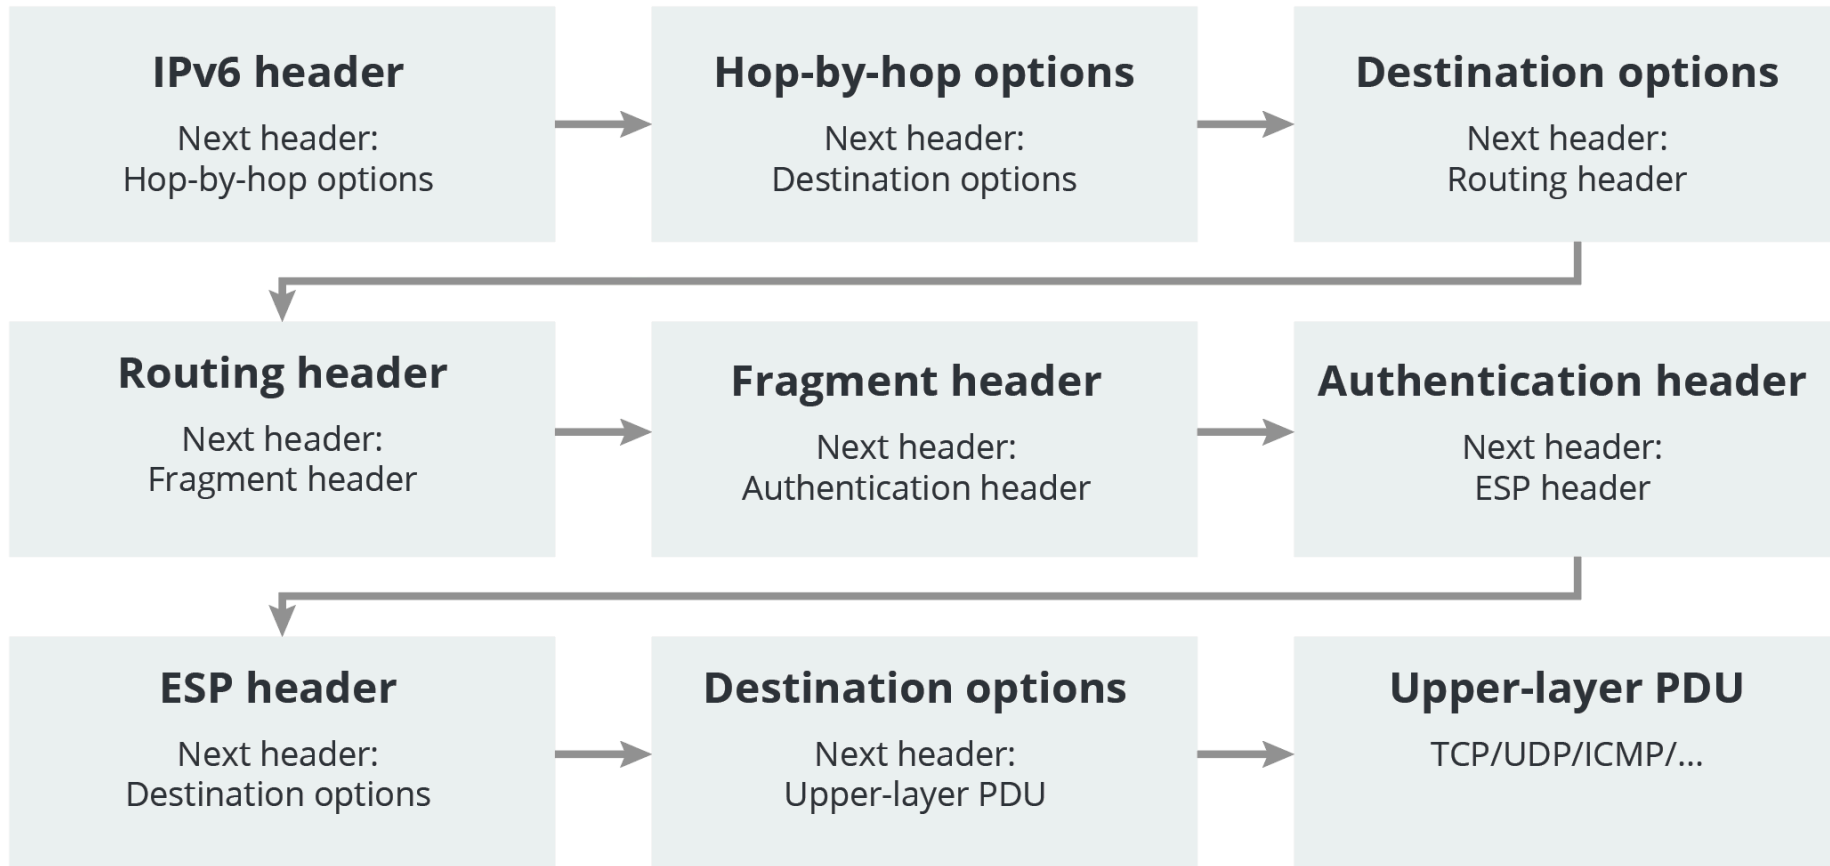 IPv6 header
Next header:
Hop-by-hop options
Hop-by-hop options
Next header:
Destination options
Destination options
Next header:
Routing header
Routing header
Next header:
Fragment header
Fragment header
Next header:
Authentication header
Authentication header
Next header:
ESP header
ESP header
Next header:
Destination options
Destination options
Next header:
Upper-layer PDU
Upper-layer PDU
TCP/UDP/ICMP/...